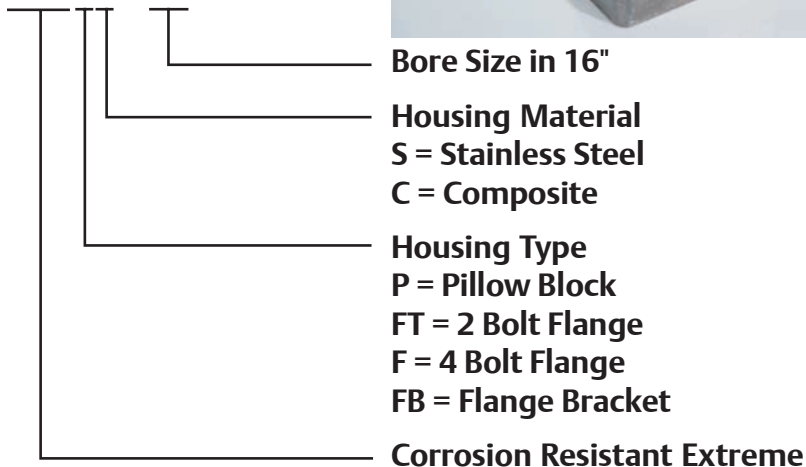 Bore Size in 16"
Housing Material
S = Stainless Steel
C = Composite
Housing Type
P = Pillow Block
FT = 2 Bolt Flange
F = 4 Bolt Flange
FB = Flange Bracket
Corrosion Resistant Extreme